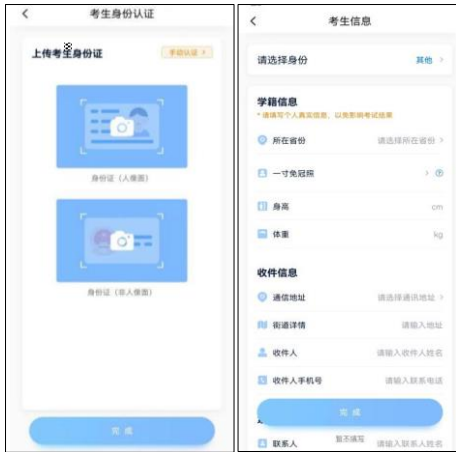 考生身份认证
上传考生身份证
手动认证 >
身份证（人像面）
身份证（非人像面）
完 成
考生信息
请选择身份
其他 >
学籍信息
* 请填写个人真实信息，以免影响考试结果
所在省份
请选择所在省份 >
一寸免冠照
身高
cm
体重
kg
收件信息
通信地址
请选择通讯地址 >
街道详情
请输入地址
收件人
请输入收件人姓名
收件人手机号
请输入联系电话
完 成
暂不填写
联系人
请输入联系人姓名